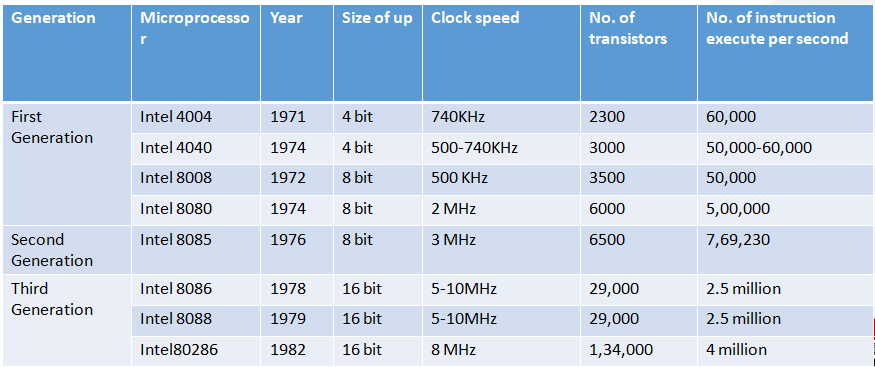 Generation Microprocesso Year Size of up Clock speed No. of No. of instruction
r transistors execute per second
First Intel 4004 1971 4 bit 740KHz 2300 60,000
Generation
Intel 4040 1974 4 bit 500-740KHz 3000 50,000-60,000
Intel 8008 1972 8 bit 500 KHz 3500 50,000
Intel 8080 1974 8 bit 2 MHz 6000 5,00,000
Second Intel 8085 1976 8 bit 3 MHz 6500 7,69,230
Generation
Third Intel 8086 1978 16 bit 5-10MHz 29,000 2.5 million
Generation
Intel 8088 1979 16 bit 5-10MHz 29,000 2.5 million
Intel80286 1982 16 bit 8 MHz 1,34,000 4 million